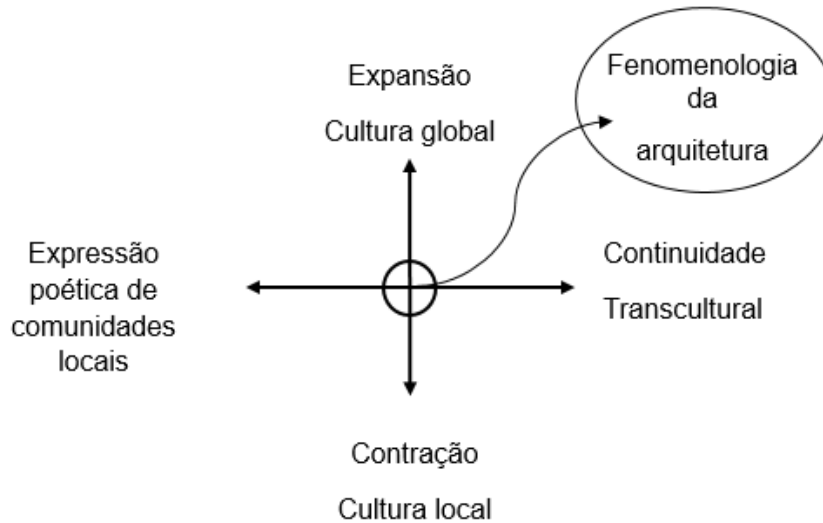 Expansão
Cultura global
Fenomenologia
da
arquitetura
Expressão
poética de
comunidades
locais
Continuidade
Transcultural
Contração
Cultura local